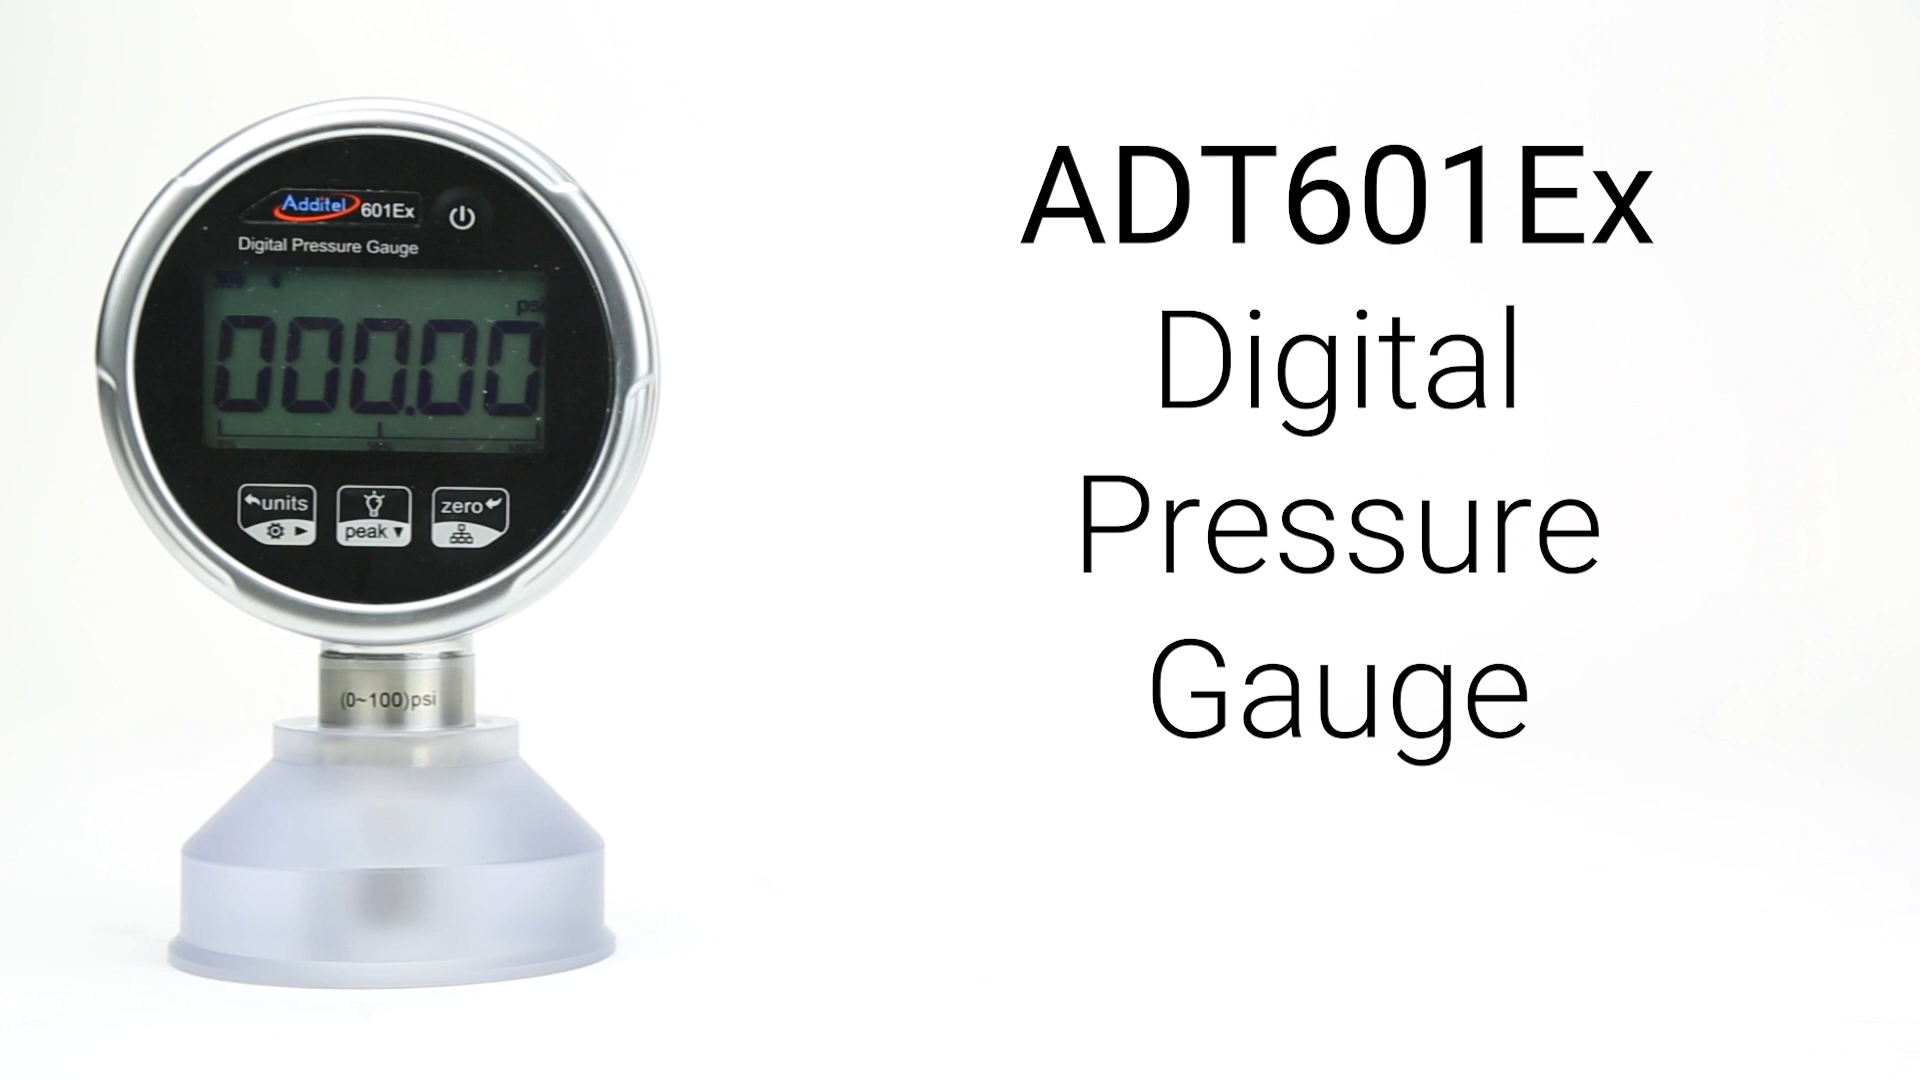 Additel 601Ex
Digital Pressure Gauge
psi
000.00
units
peak
zero
(0~100)psi
ADT601Ex
Digital
Pressure
Gauge